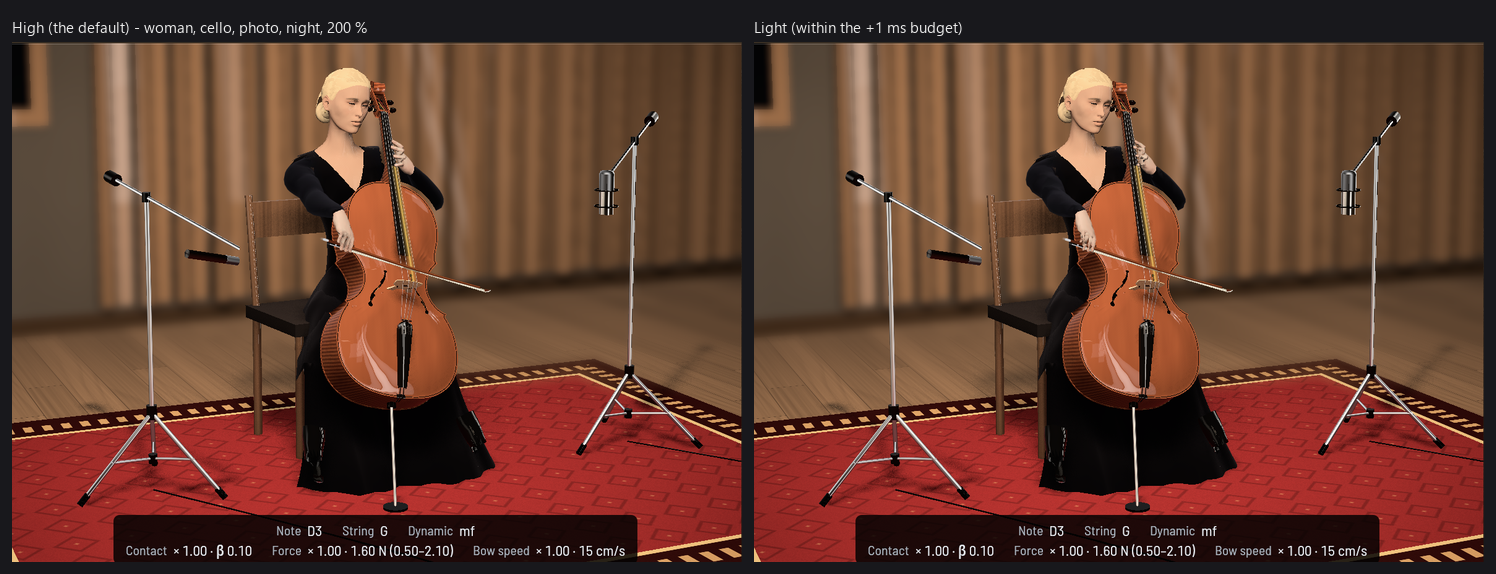 High (the default) - woman, cello, photo, night, 200 %
Light (within the +1 ms budget)
Note D3 String G Dynamic mf
Contact × 1.00 · β 0.10 Force × 1.00 · 1.60 N (0.50–2.10) Bow speed × 1.00 · 15 cm/s
Note D3 String G Dynamic mf
Contact × 1.00 · β 0.10 Force × 1.00 · 1.60 N (0.50–2.10) Bow speed × 1.00 · 15 cm/s